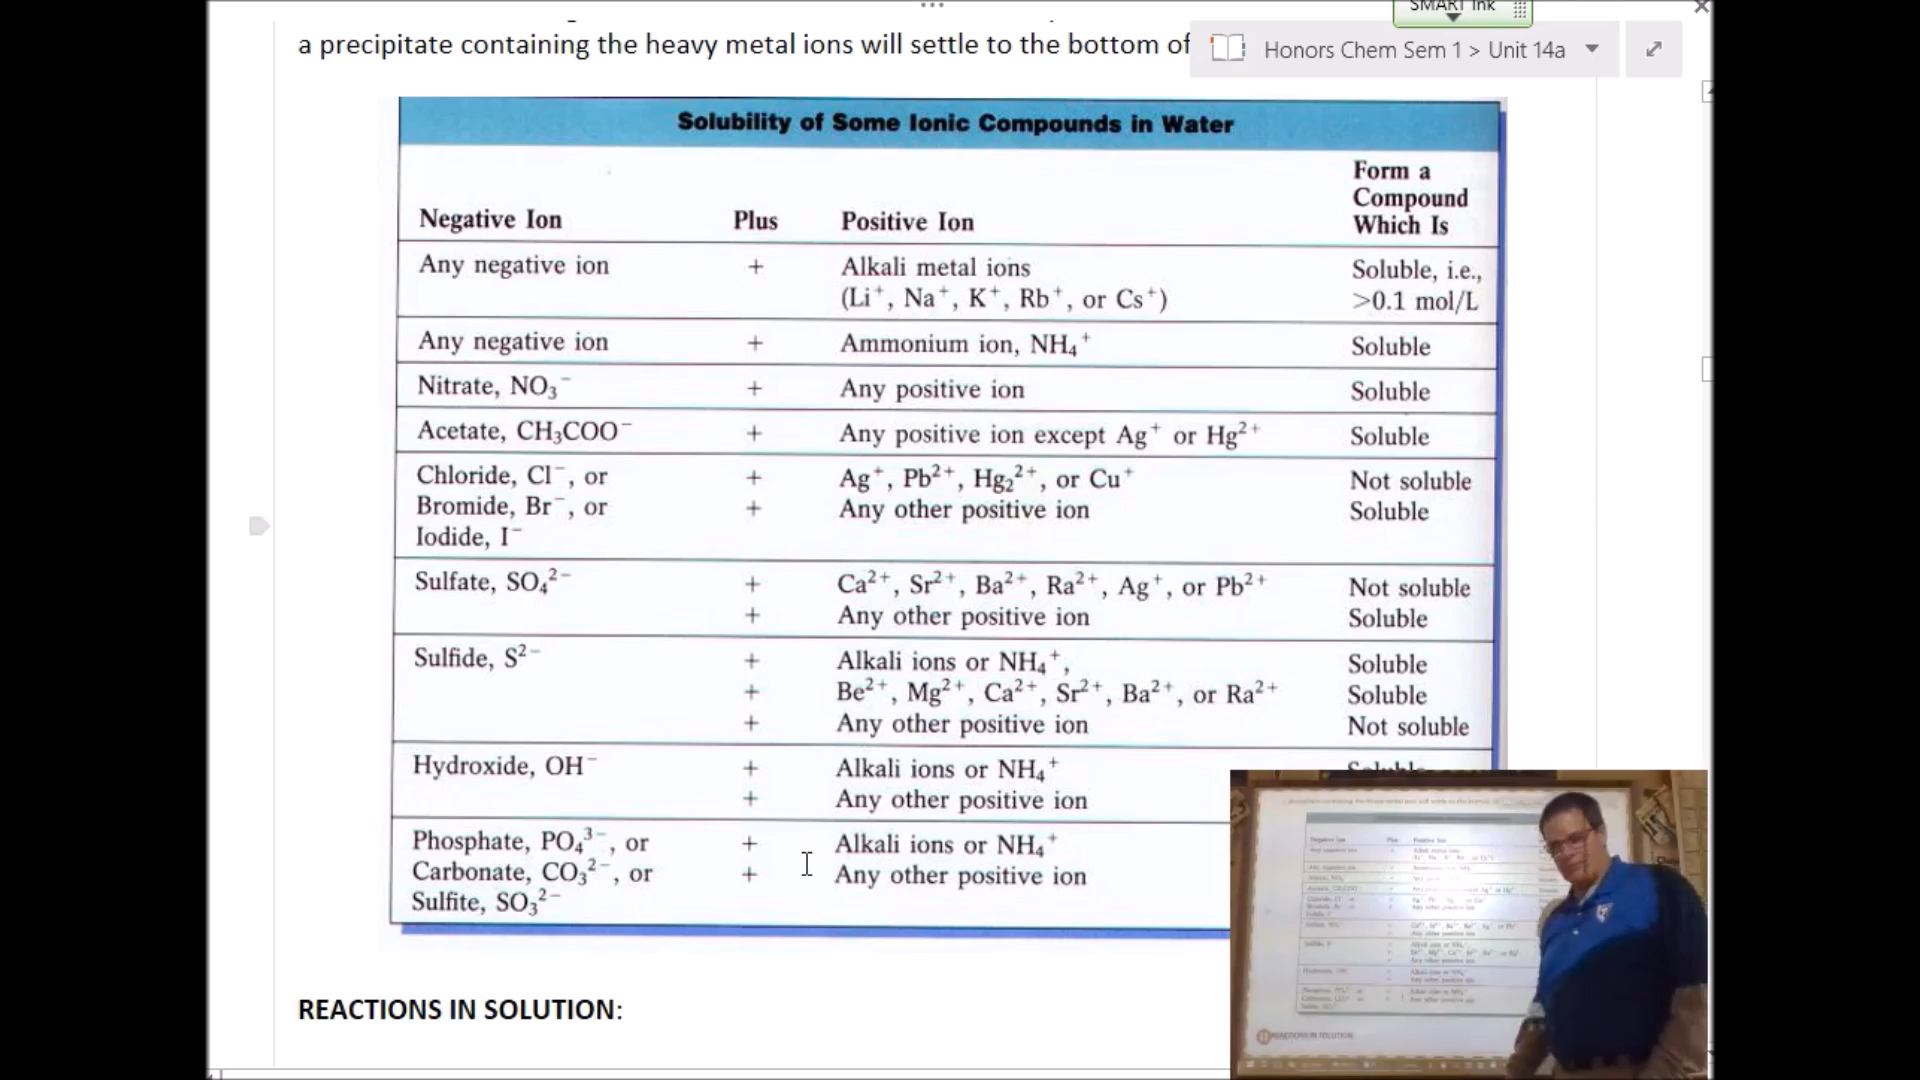 SMART Ink
a precipitate containing the heavy metal ions will settle to the bottom of
Honors Chem Sem 1 > Unit 14a
Solubility of Some Ionic Compounds in Water
Negative Ion Plus Positive Ion Form a Compound Which Is
Any negative ion + Alkali metal ions Soluble, i.e.,
(Li⁺, Na⁺, K⁺, Rb⁺, or Cs⁺) >0.1 mol/L
Any negative ion + Ammonium ion, NH₄⁺ Soluble
Nitrate, NO₃⁻ + Any positive ion Soluble
Acetate, CH₃COO⁻ + Any positive ion except Ag⁺ or Hg²⁺ Soluble
Chloride, Cl⁻, or + Ag⁺, Pb²⁺, Hg₂²⁺, or Cu⁺ Not soluble
Bromide, Br⁻, or + Any other positive ion Soluble
Iodide, I⁻
Sulfate, SO₄²⁻ + Ca²⁺, Sr²⁺, Ba²⁺, Ra²⁺, Ag⁺, or Pb²⁺ Not soluble
+ Any other positive ion Soluble
Sulfide, S²⁻ + Alkali ions or NH₄⁺, Soluble
+ Be²⁺, Mg²⁺, Ca²⁺, Sr²⁺, Ba²⁺, or Ra²⁺ Soluble
+ Any other positive ion Not soluble
Hydroxide, OH⁻ + Alkali ions or NH₄⁺ Soluble
+ Any other positive ion
Phosphate, PO₄³⁻, or + Alkali ions or NH₄⁺
Carbonate, CO₃²⁻, or + Any other positive ion
Sulfite, SO₃²⁻
REACTIONS IN SOLUTION: